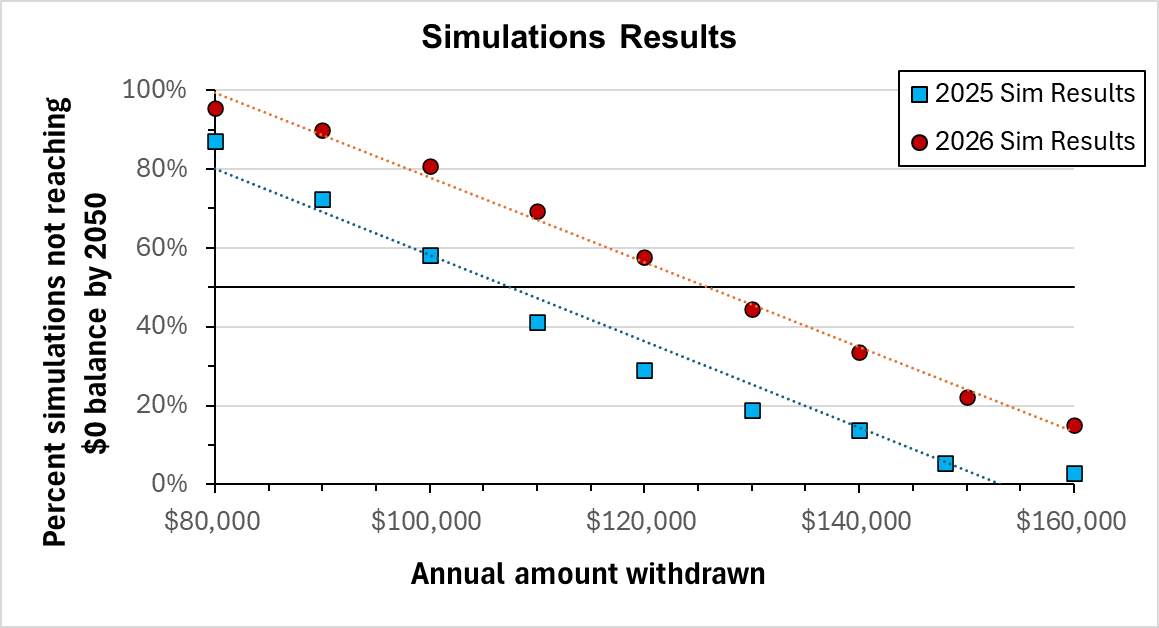 Simulations Results
2025 Sim Results
2026 Sim Results
Percent simulations not reaching
$0 balance by 2050
100%
80%
60%
40%
20%
0%
$80,000
$100,000
$120,000
$140,000
$160,000
Annual amount withdrawn